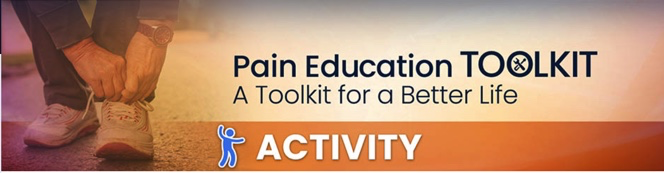 Pain Education TOOLKIT
A Toolkit for a Better Life
ACTIVITY